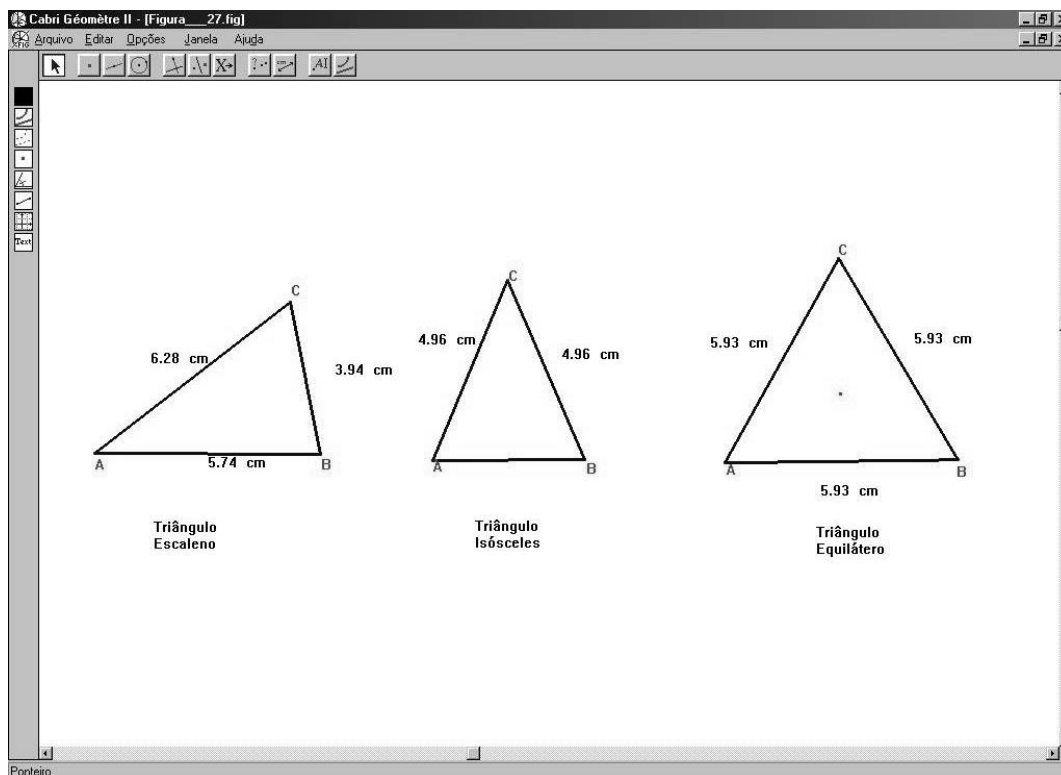 Cabri Géomètre II - [Figura___27.fig]
Arquivo Editar Opções Janela Ajuda
Text
C
6.28 cm
3.94 cm
A
5.74 cm
B
Triângulo
Escaleno
C
4.96 cm
4.96 cm
A
B
Triângulo
Isósceles
C
5.93 cm
5.93 cm
A
B
5.93 cm
Triângulo
Equilátero
Ponteiro